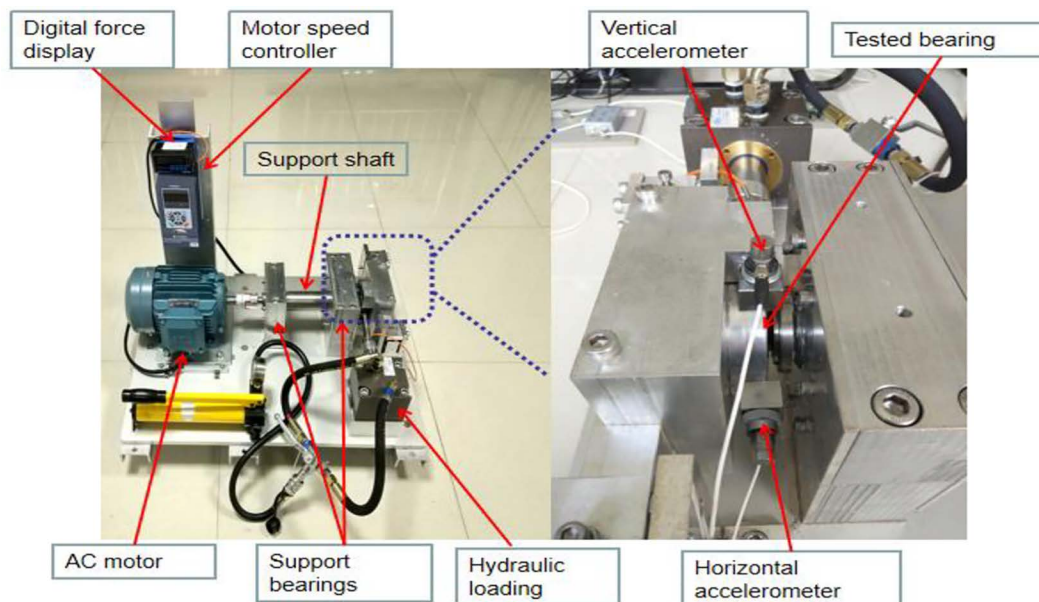 Digital force
display
Motor speed
controller
Vertical
accelerometer
Tested bearing
Support shaft
AC motor
Support
bearings
Hydraulic
loading
Horizontal
accelerometer